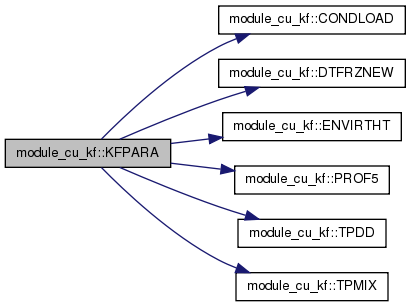 module_cu_kf::CONDLOAD
module_cu_kf::DTFRZNEW
module_cu_kf::ENVIRTHT
module_cu_kf::KFPARA
module_cu_kf::PROF5
module_cu_kf::TPDD
module_cu_kf::TPMIX